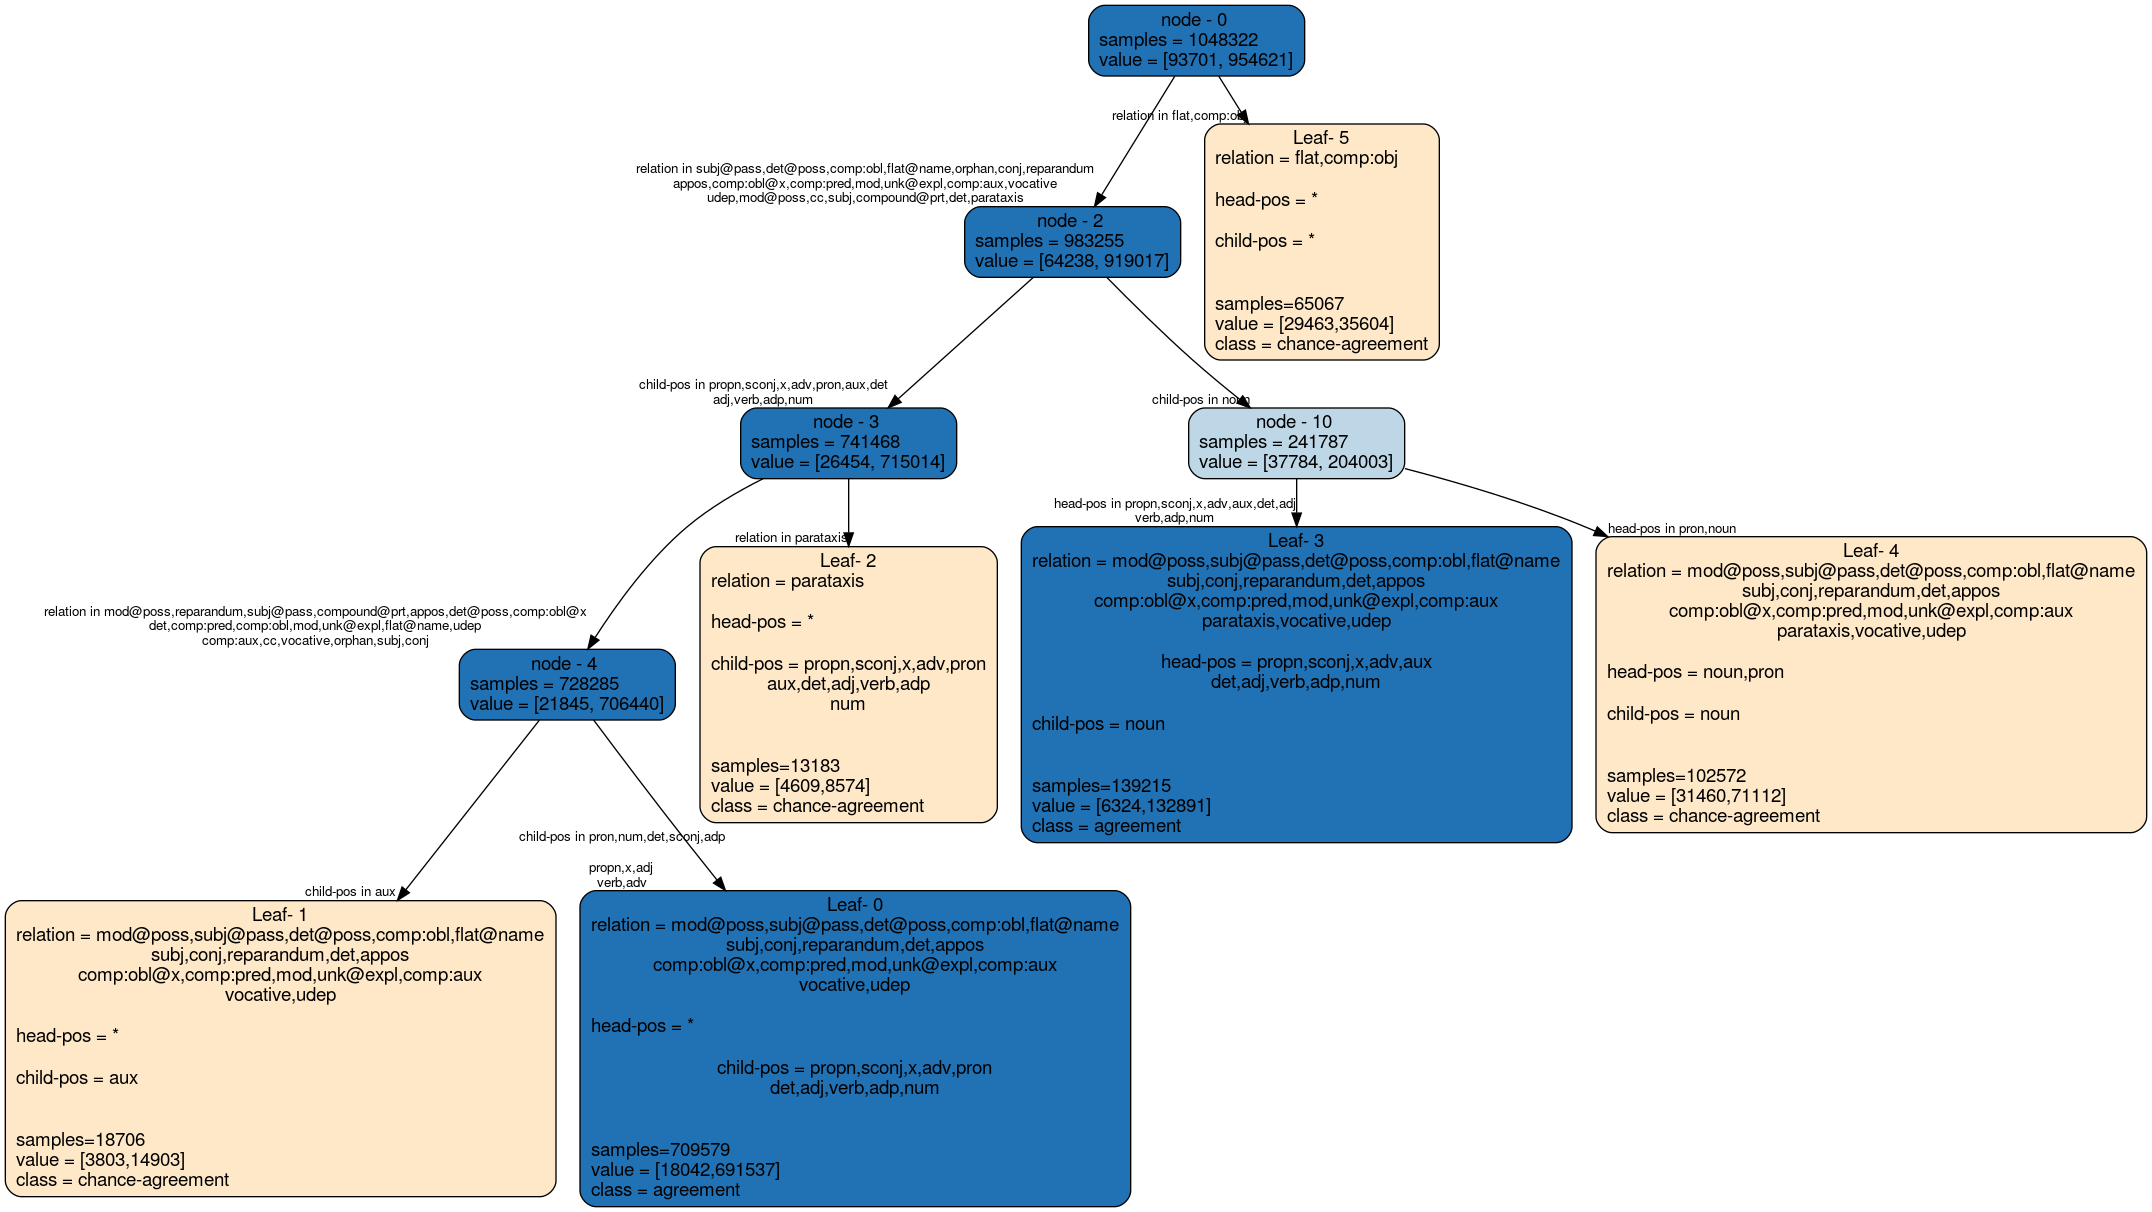 node - 0
samples = 1048322
value = [93701, 954621]
relation in flat,comp:obj
Leaf- 5
relation = flat,comp:obj
head-pos = *
child-pos = *
samples=65067
value = [29463,35604]
class = chance-agreement
relation in subj@pass,det@poss,comp:obl,flat@name,orphan,conj,reparandum
appos,comp:obl@x,comp:pred,mod,unk@expl,comp:aux,vocative
udep,mod@poss,cc,subj,compound@prt,det,parataxis
node - 2
samples = 983255
value = [64238, 919017]
child-pos in propn,sconj,x,adv,pron,aux,det
adj,verb,adp,num
node - 3
samples = 741468
value = [26454, 715014]
child-pos in noun
node - 10
samples = 241787
value = [37784, 204003]
relation in mod@poss,reparandum,subj@pass,compound@prt,appos,det@poss,comp:obl@x
det,comp:pred,comp:obl,mod,unk@expl,flat@name,udep
comp:aux,cc,vocative,orphan,subj,conj
node - 4
samples = 728285
value = [21845, 706440]
relation in parataxis
Leaf- 2
relation = parataxis
head-pos = *
child-pos = propn,sconj,x,adv,pron
aux,det,adj,verb,adp
num
samples=13183
value = [4609,8574]
class = chance-agreement
head-pos in propn,sconj,x,adv,aux,det,adj
verb,adp,num
Leaf- 3
relation = mod@poss,subj@pass,det@poss,comp:obl,flat@name
subj,conj,reparandum,det,appos
comp:obl@x,comp:pred,mod,unk@expl,comp:aux
parataxis,vocative,udep
head-pos = propn,sconj,x,adv,aux
det,adj,verb,adp,num
child-pos = noun
samples=139215
value = [6324,132891]
class = agreement
head-pos in pron,noun
Leaf- 4
relation = mod@poss,subj@pass,det@poss,comp:obl,flat@name
subj,conj,reparandum,det,appos
comp:obl@x,comp:pred,mod,unk@expl,comp:aux
parataxis,vocative,udep
head-pos = noun,pron
child-pos = noun
samples=102572
value = [31460,71112]
class = chance-agreement
child-pos in aux
Leaf- 1
relation = mod@poss,subj@pass,det@poss,comp:obl,flat@name
subj,conj,reparandum,det,appos
comp:obl@x,comp:pred,mod,unk@expl,comp:aux
vocative,udep
head-pos = *
child-pos = aux
samples=18706
value = [3803,14903]
class = chance-agreement
child-pos in pron,num,det,sconj,adp
propn,x,adj
verb,adv
Leaf- 0
relation = mod@poss,subj@pass,det@poss,comp:obl,flat@name
subj,conj,reparandum,det,appos
comp:obl@x,comp:pred,mod,unk@expl,comp:aux
vocative,udep
head-pos = *
child-pos = propn,sconj,x,adv,pron
det,adj,verb,adp,num
samples=709579
value = [18042,691537]
class = agreement